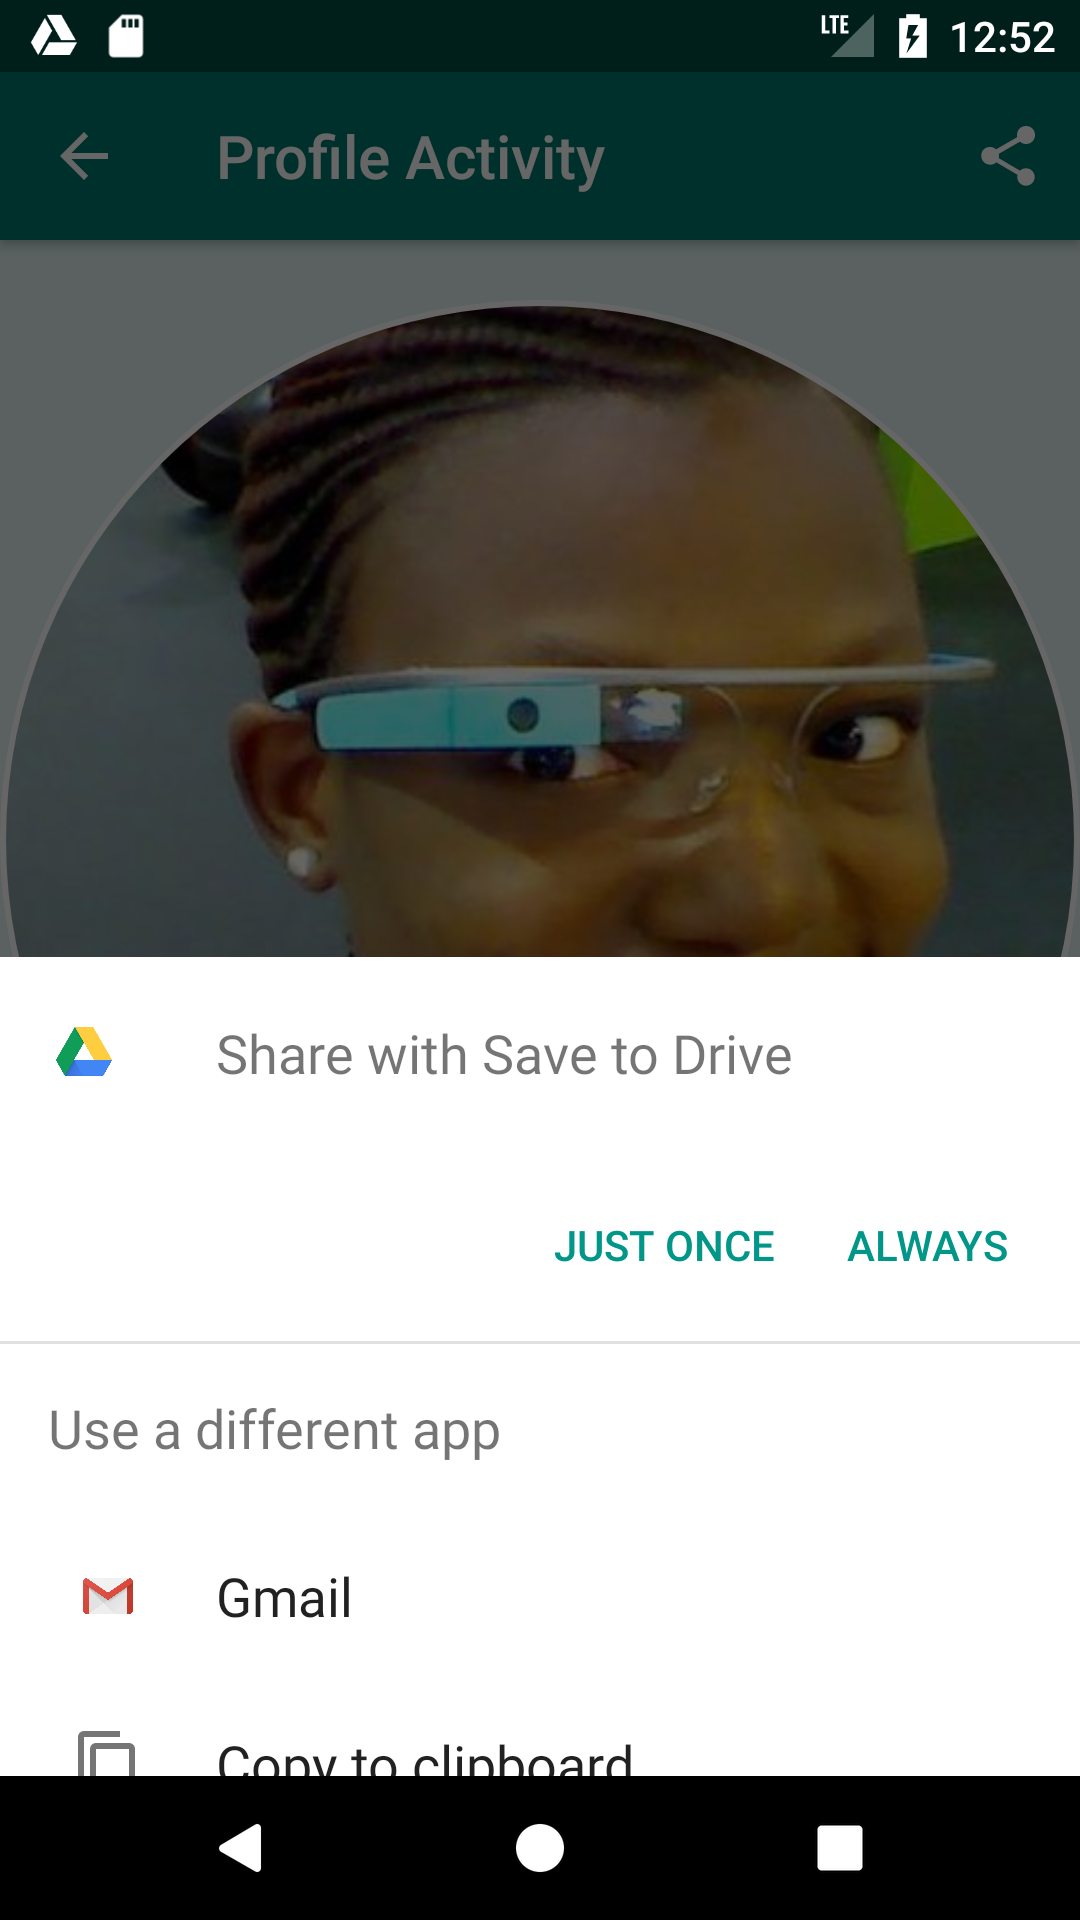 LTE 12:52
Profile Activity
Share with Save to Drive
JUST ONCE ALWAYS
Use a different app
Gmail
Copy to clipboard